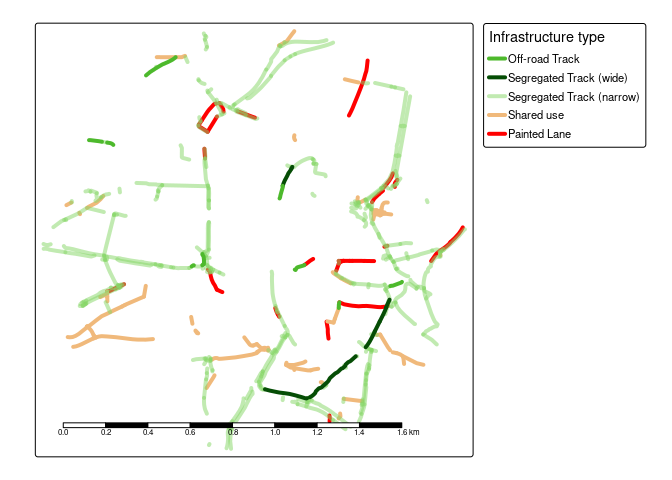 Infrastructure type
Off-road Track
Segregated Track (wide)
Segregated Track (narrow)
Shared use
Painted Lane
0.0 0.2 0.4 0.6 0.8 1.0 1.2 1.4 1.6 km